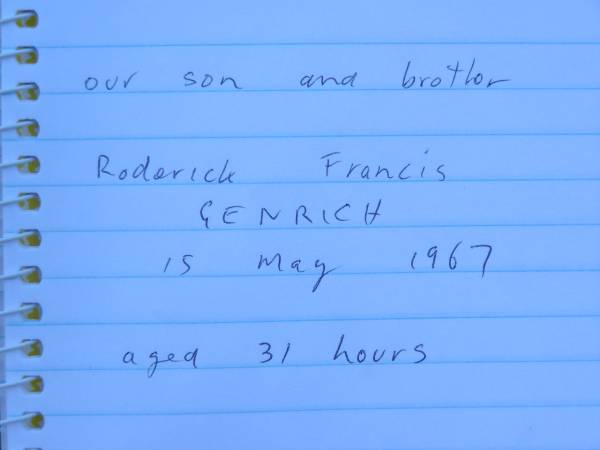 our son and brother
Roderick Francis
GENRICH
15 May 1967
aged 31 hours